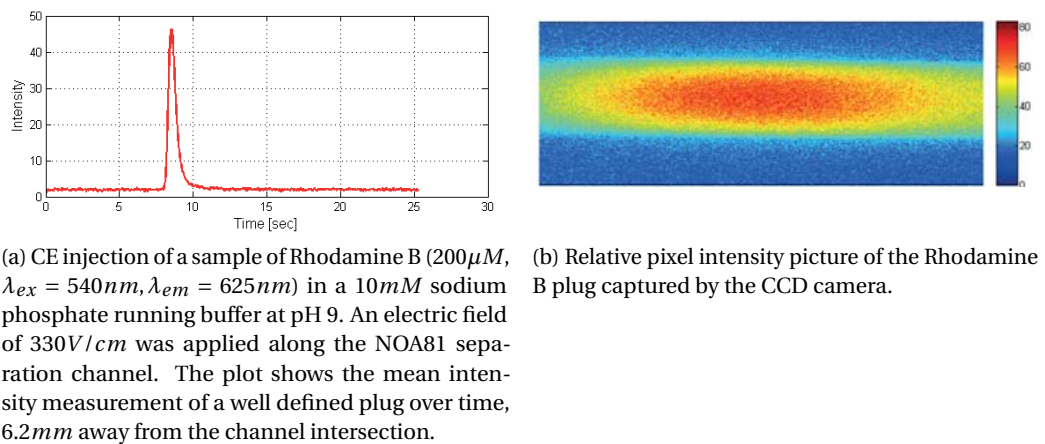 50
40
30
20
10
0
Intensity
0 5 10 15 20 25 30
Time [sec]
80
60
40
20
0
(a) CE injection of a sample of Rhodamine B (200μM,
λex = 540nm, λem = 625nm) in a 10mM sodium
phosphate running buffer at pH 9. An electric field
of 330V/cm was applied along the NOA81 sepa-
ration channel. The plot shows the mean inten-
sity measurement of a well defined plug over time,
6.2mm away from the channel intersection.
(b) Relative pixel intensity picture of the Rhodamine
B plug captured by the CCD camera.